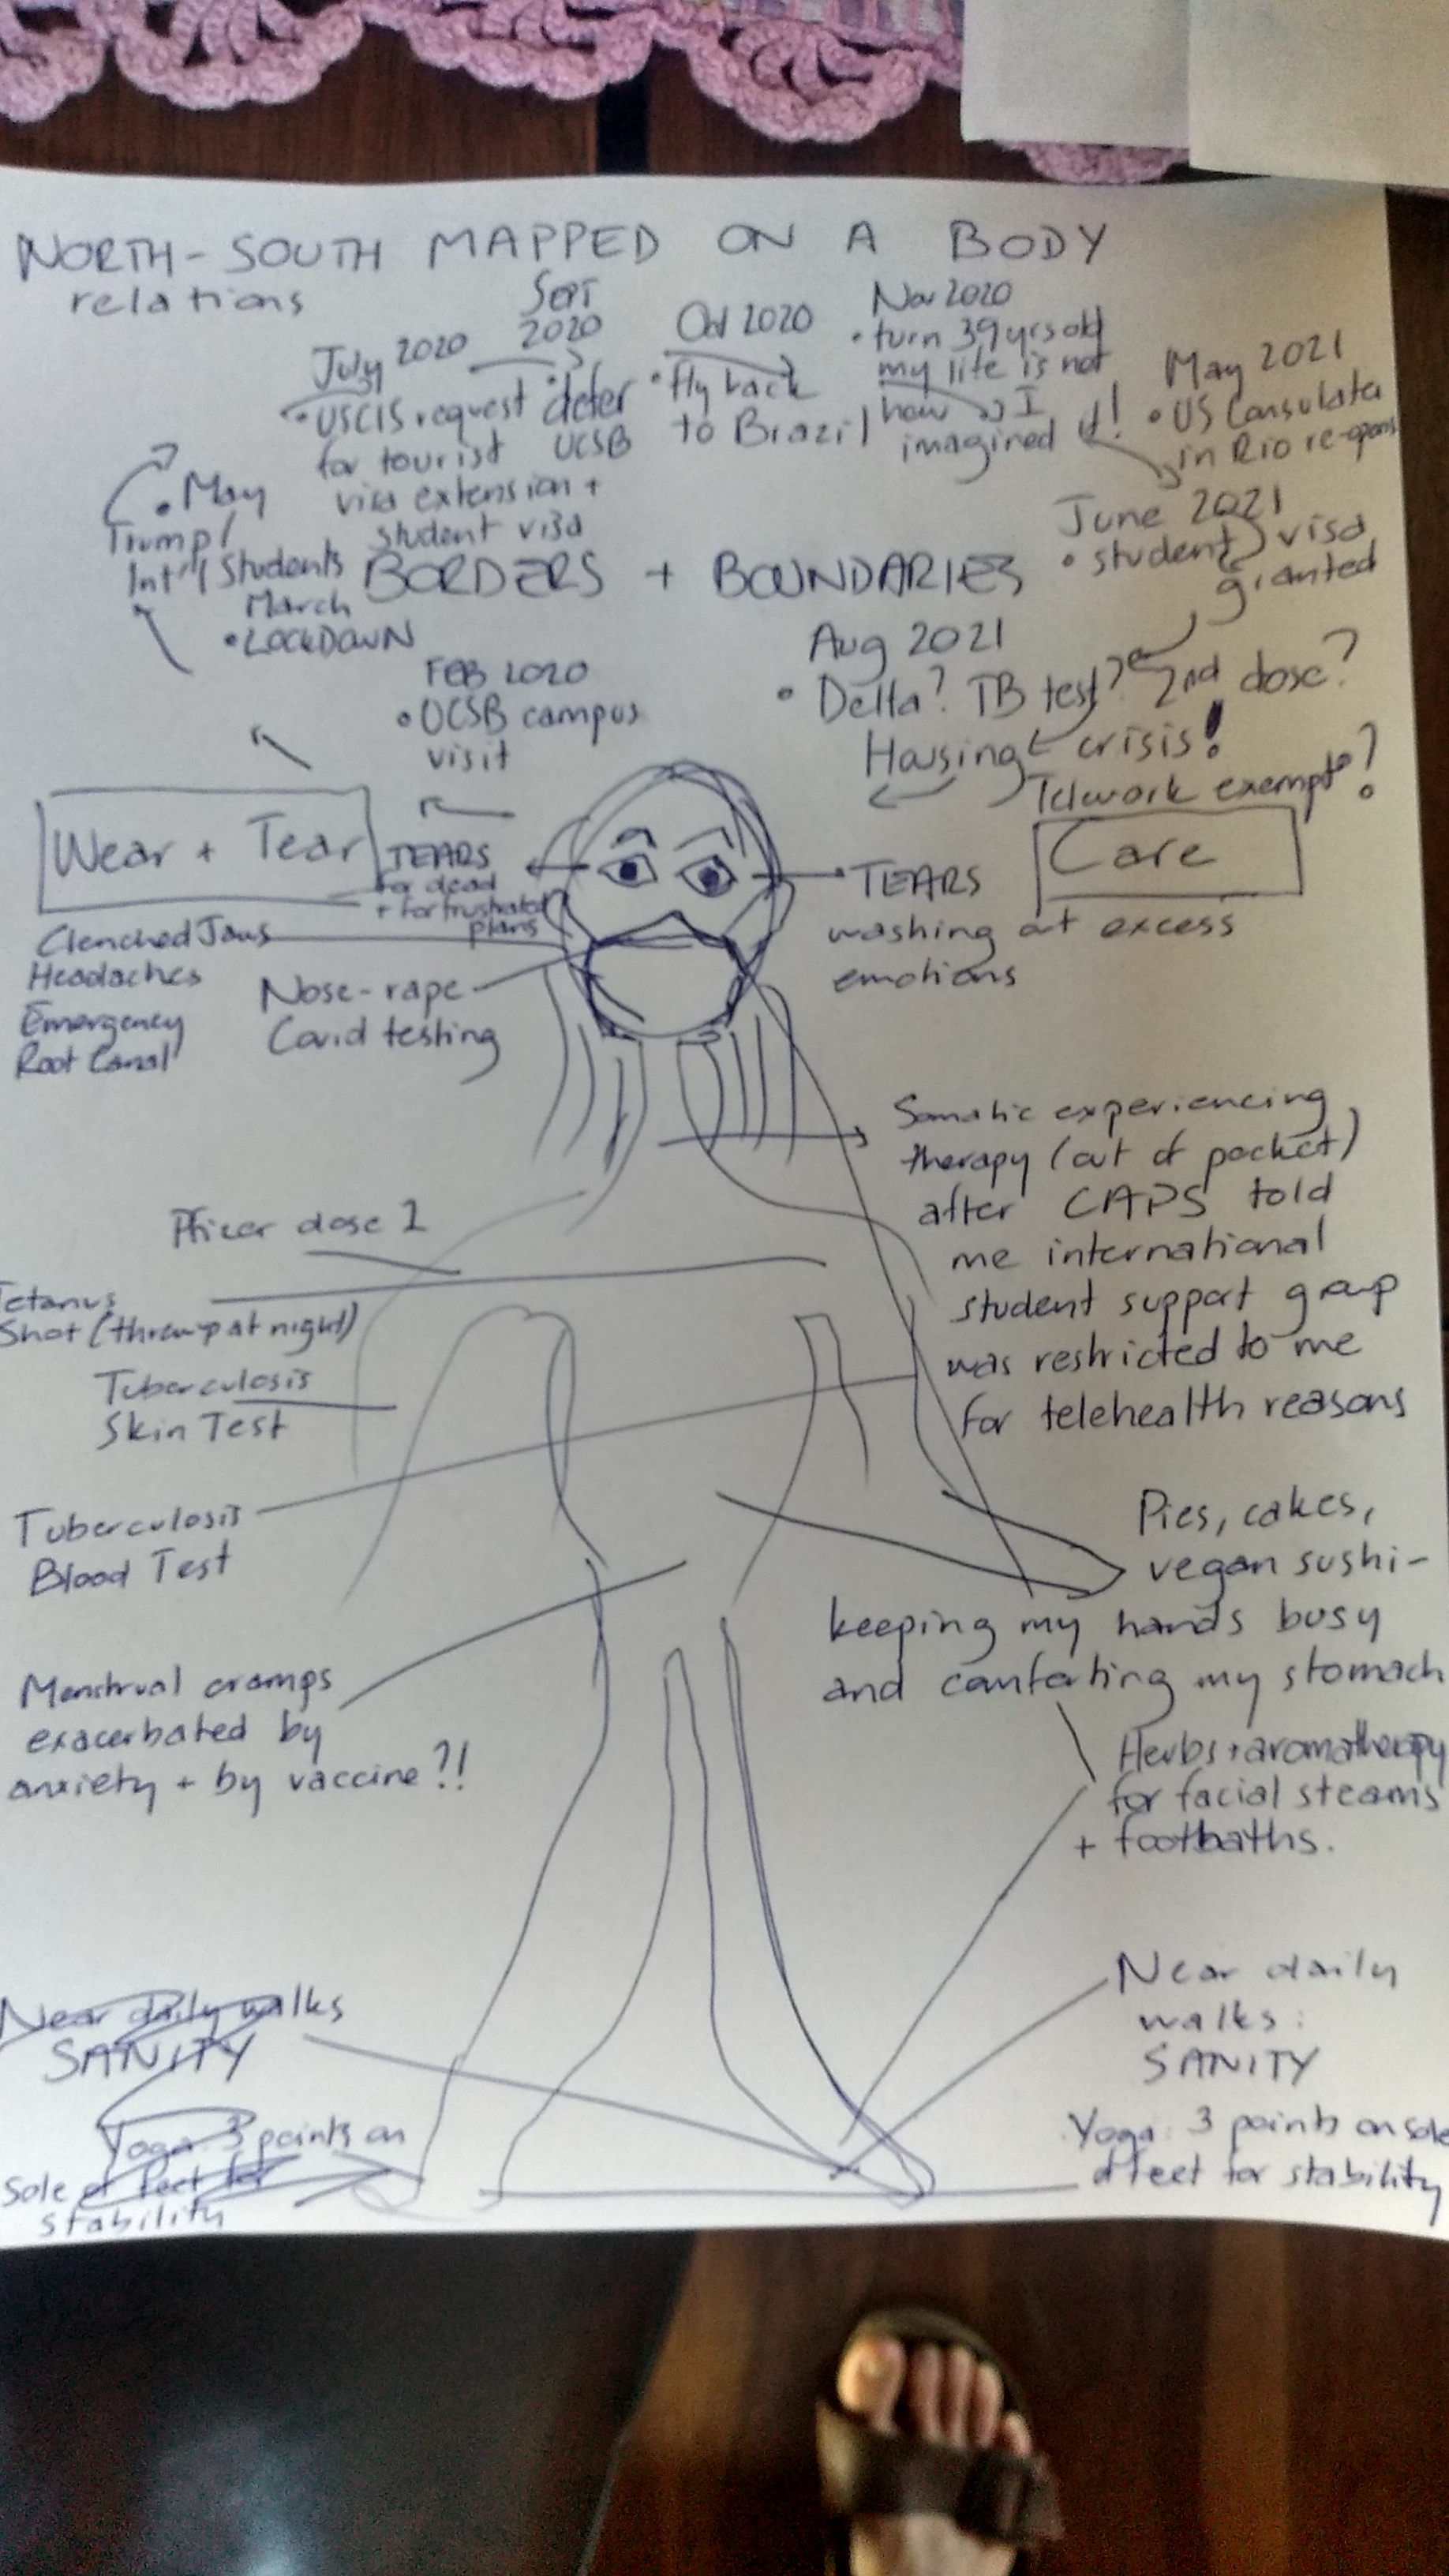 NORTH-SOUTH MAPPED ON A BODY
relations
FEB 2020
• UCSB campus
visit
March
• LOCKDOWN
• May
Trump/
Int'l Students
July 2020
• USCIS request
for tourist
visa extension +
student visa
Sept
2020
• defer
UCSB
Oct 2020
• fly back
to Brazil
Nov 2020
• turn 39 yrs old
my life is not
how I
imagined it!
May 2021
• US Consulate
in Rio re-opens
June 2021
• student visa
granted
BORDERS + BOUNDARIES
Aug 2021
• Delta? TB test? 2nd dose?
Housing crisis!
Telework exempt?
Wear + Tear
TEARS
for dead
+ for frustrated
plans
Clenched Jaws
Headaches
Emergency
Root Canal
Nose-rape
Covid testing
Pfizer dose 1
Tetanus
Shot (threw up at night)
Tuberculosis
Skin Test
Tuberculosis
Blood Test
Menstrual cramps
exacerbated by
anxiety + by vaccine?!
Near daily walks
SANITY
Yoga 3 points on
Sole of feet for
stability
Care
TEARS
washing out excess
emotions
Somatic experiencing
therapy (out of pocket)
after CAPS told
me international
student support group
was restricted to me
for telehealth reasons
Pies, cakes,
vegan sushi-
keeping my hands busy
and comforting my stomach
Herbs + aromatherapy
for facial steams
+ footbaths.
Near daily
walks:
SANITY
Yoga: 3 points on sole
of feet for stability